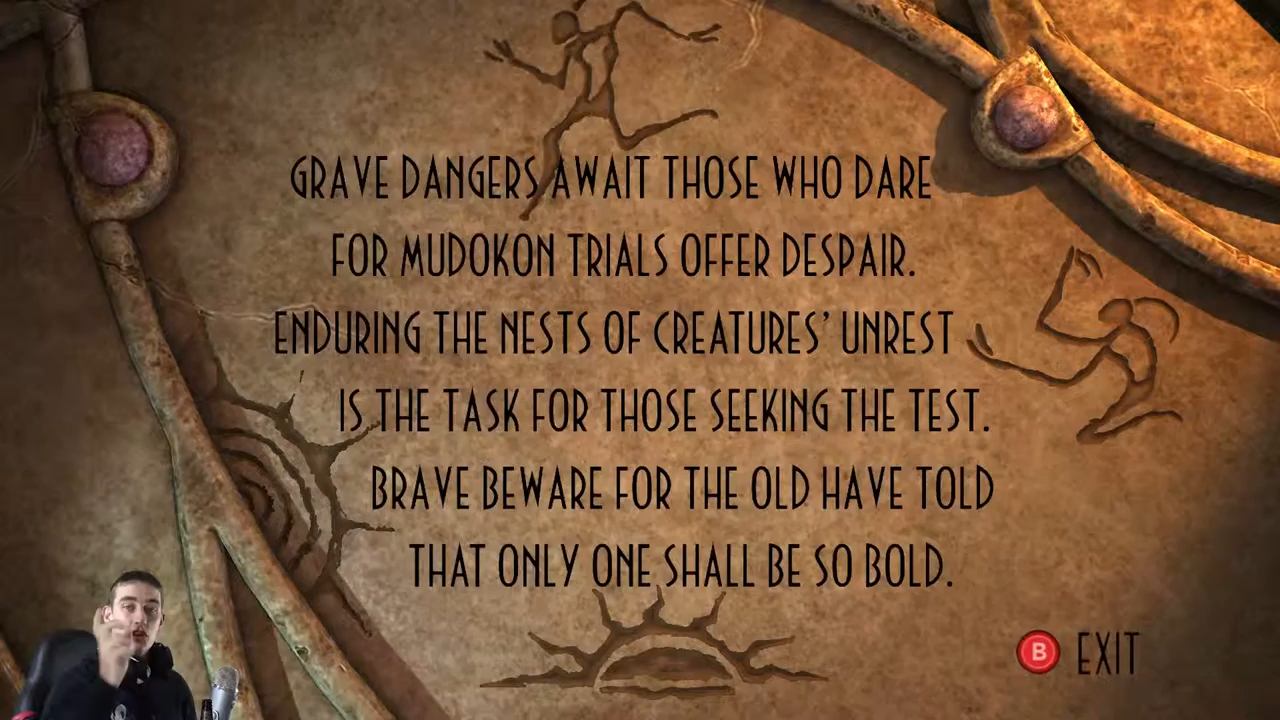 GRAVE DANGERS AWAIT THOSE WHO DARE
FOR MUDOKON TRIALS OFFER DESPAIR.
ENDURING THE NESTS OF CREATURES' UNREST
IS THE TASK FOR THOSE SEEKING THE TEST.
BRAVE BEWARE FOR THE OLD HAVE TOLD
THAT ONLY ONE SHALL BE SO BOLD.
B EXIT